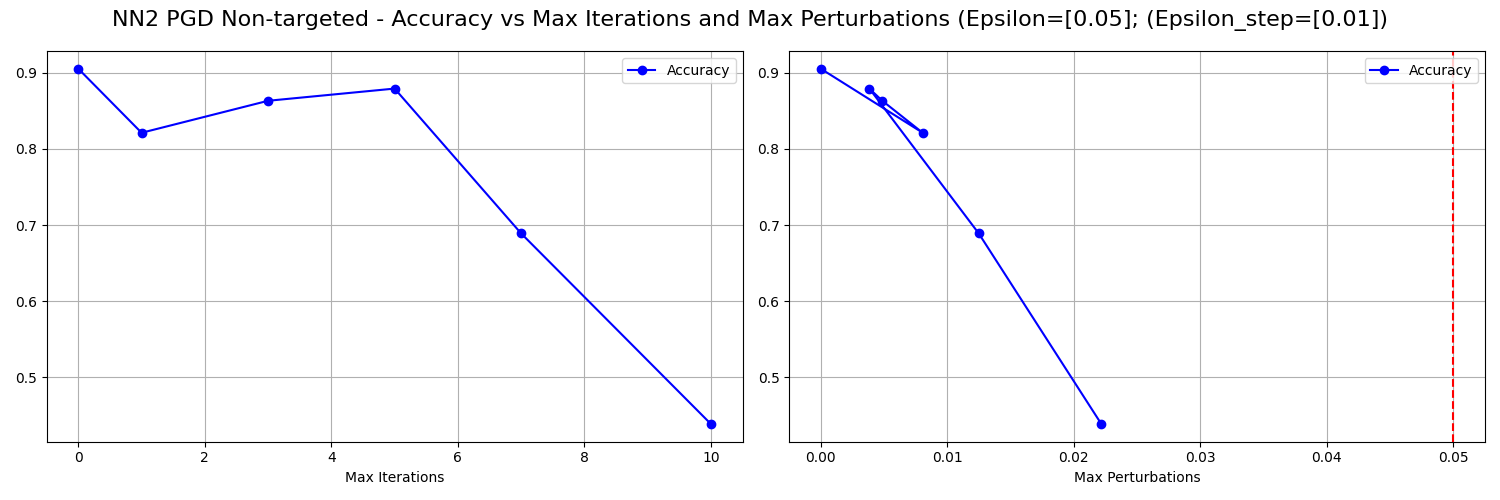 NN2 PGD Non-targeted - Accuracy vs Max Iterations and Max Perturbations (Epsilon=[0.05]; (Epsilon_step=[0.01])
Accuracy
0.9
0.8
0.7
0.6
0.5
0 2 4 6 8 10
Max Iterations
Accuracy
0.9
0.8
0.7
0.6
0.5
0.00 0.01 0.02 0.03 0.04 0.05
Max Perturbations